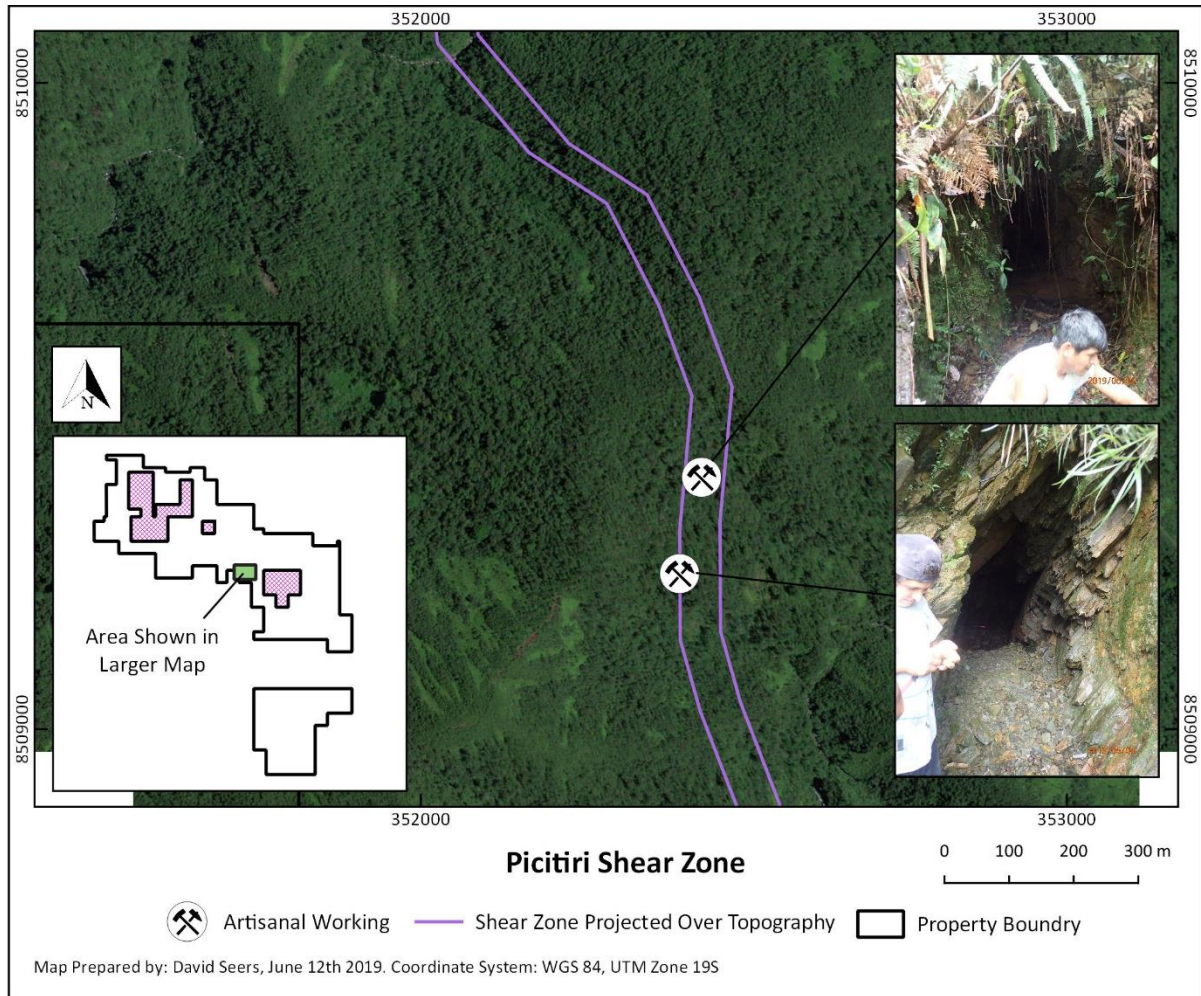 352000
353000
8510000
8510000
N
Area Shown in
Larger Map
8509000
8509000
352000
353000
Picitiri Shear Zone
0 100 200 300 m
Artisanal Working
Shear Zone Projected Over Topography
Property Boundry
Map Prepared by: David Seers, June 12th 2019. Coordinate System: WGS 84, UTM Zone 19S